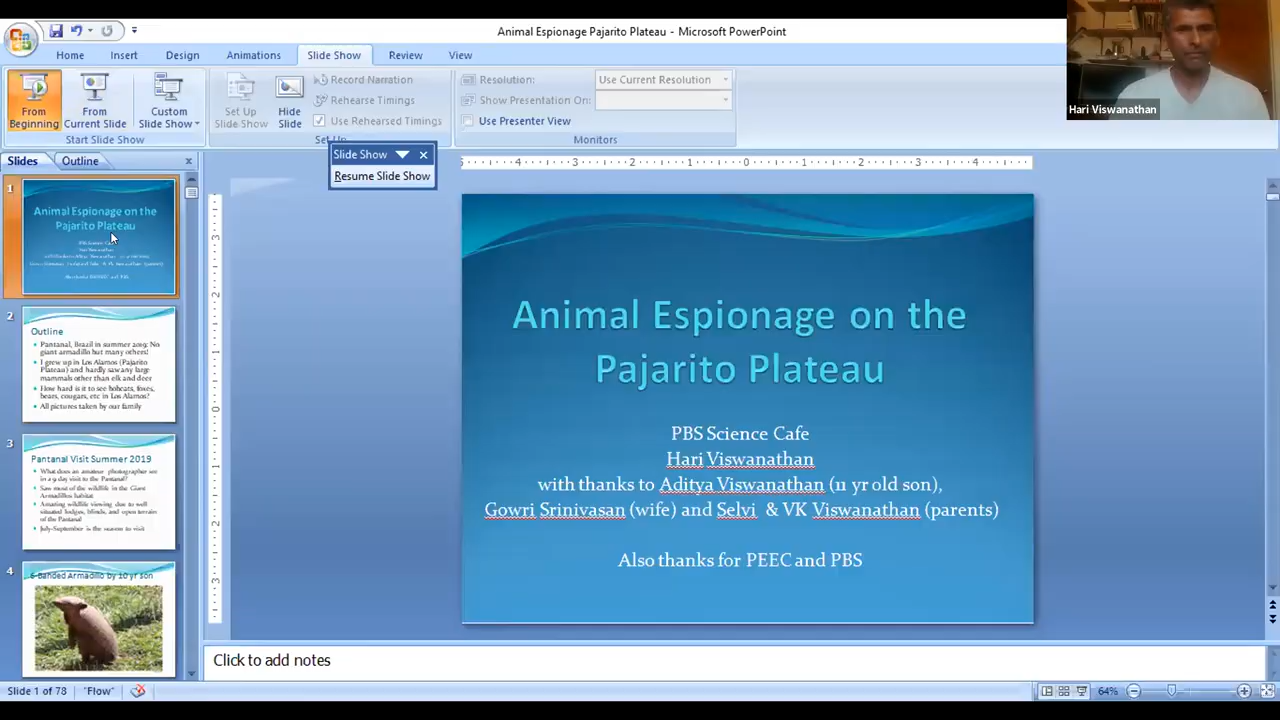 Animal Espionage Pajarito Plateau - Microsoft PowerPoint
Home Insert Design Animations Slide Show Review View
From Beginning
From Current Slide
Custom Slide Show
Start Slide Show
Set Up Slide Show
Hide Slide
Record Narration
Rehearse Timings
Use Rehearsed Timings
Set Up
Resolution: Use Current Resolution
Show Presentation On:
Use Presenter View
Monitors
Hari Viswanathan
Slide Show
Resume Slide Show
Slides Outline
1
Animal Espionage on the
Pajarito Plateau
2
Outline
Pantanal, Brazil in summer 2019: No
giant armadillo but many others!
I grew up in Los Alamos (Pajarito
Plateau) and hardly saw any large
mammals other than elk and deer
How hard is it to see bobcats, foxes,
bears, cougars, etc in Los Alamos?
All pictures taken by our family
3
Pantanal Visit Summer 2019
What does an amateur photographer see
in a 9 day visit to the Pantanal?
Saw most of the wildlife in the Giant
Armadillos habitat
Amazing wildlife viewing due to well
situated lodges, blinds, and open terrain
of the Pantanal
July-September is the season to visit
4
6-Banded Armadillo by 10 yr son
Animal Espionage on the
Pajarito Plateau
PBS Science Cafe
Hari Viswanathan
with thanks to Aditya Viswanathan (11 yr old son),
Gowri Srinivasan (wife) and Selvi & VK Viswanathan (parents)
Also thanks for PEEC and PBS
Click to add notes
Slide 1 of 78 "Flow" 64%